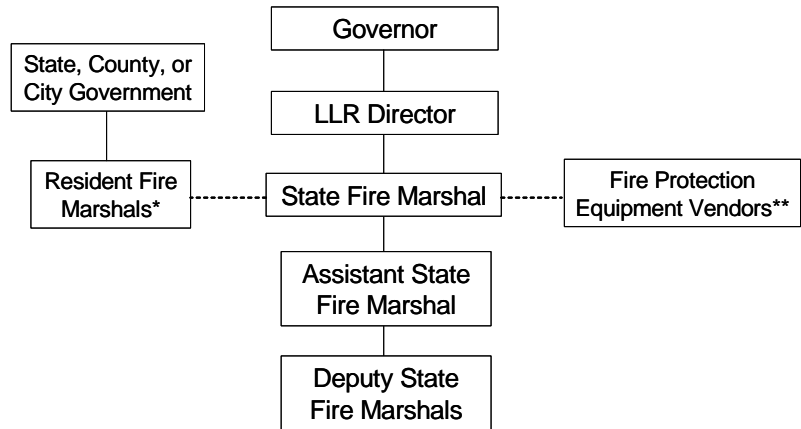 Governor
State, County, or
City Government
LLR Director
Resident Fire
Marshals*
State Fire Marshal
Fire Protection
Equipment Vendors**
Assistant State
Fire Marshal
Deputy State
Fire Marshals